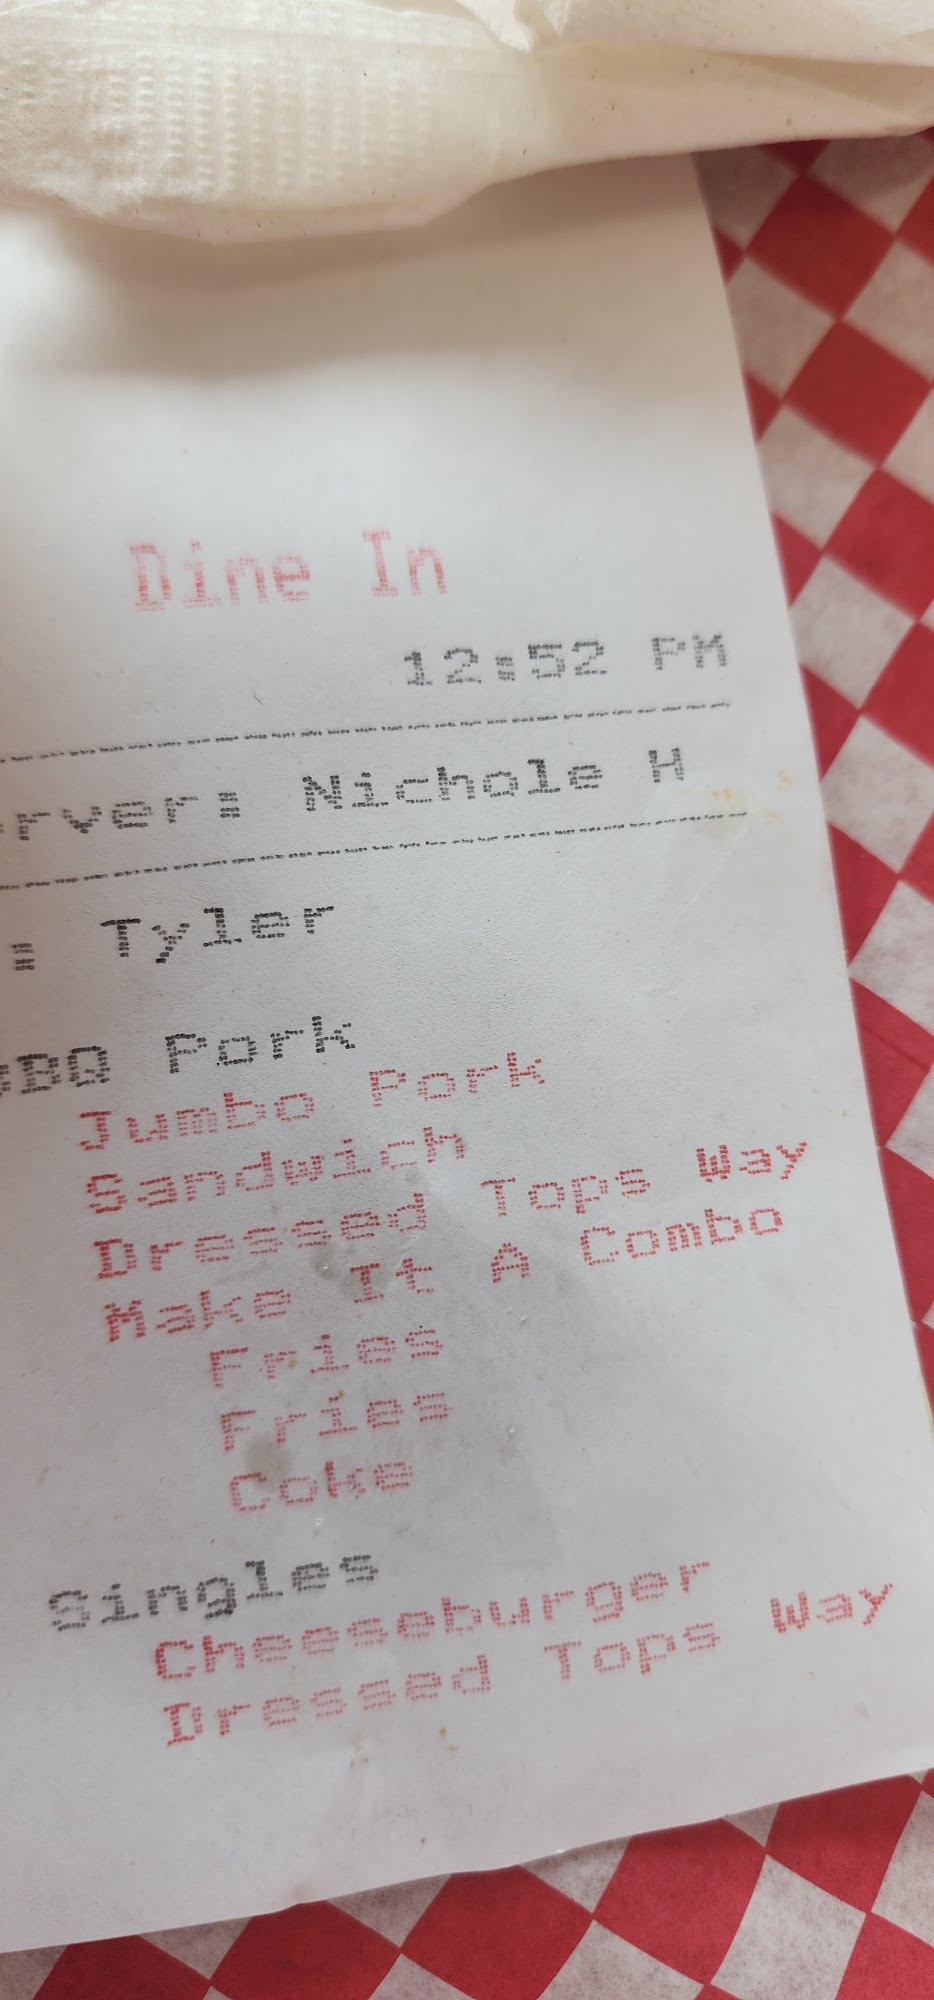 Dine In
12:52 PM
rver: Nichole H
: Tyler
BBQ Pork
Jumbo Pork
Sandwich
Dressed Tops Way
Make It A Combo
Fries
Fries
Coke
Singles
Cheeseburger
Dressed Tops Way